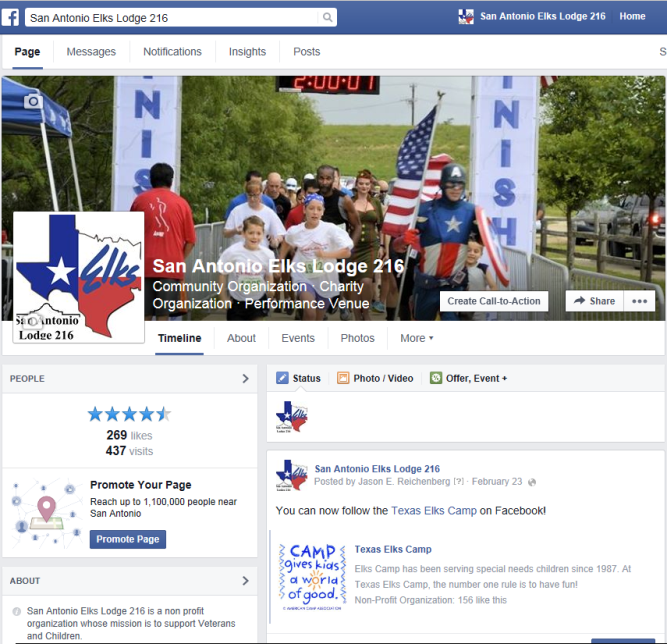 San Antonio Elks Lodge 216
San Antonio Elks Lodge 216 Home
Page Messages Notifications Insights Posts S
2:00:01
FINISH
INISH
San Antonio Elks Lodge 216
Community Organization · Charity
Organization · Performance Venue
Create Call-to-Action Share •••
Elks
San Antonio
Lodge 216
Timeline About Events Photos More
PEOPLE
269 likes
437 visits
Promote Your Page
Reach up to 1,100,000 people near
San Antonio
Promote Page
ABOUT
San Antonio Elks Lodge 216 is a non profit
organization whose mission is to support Veterans
and Children.
Status Photo / Video Offer, Event +
San Antonio Elks Lodge 216
Posted by Jason E. Reichenberg [?] · February 23
You can now follow the Texas Elks Camp on Facebook!
CAMP
gives kids
a world
of good.
AMERICAN CAMP ASSOCIATION
Texas Elks Camp
Elks Camp has been serving special needs children since 1987. At
Texas Elks Camp, the number one rule is to have fun!
Non-Profit Organization: 156 like this